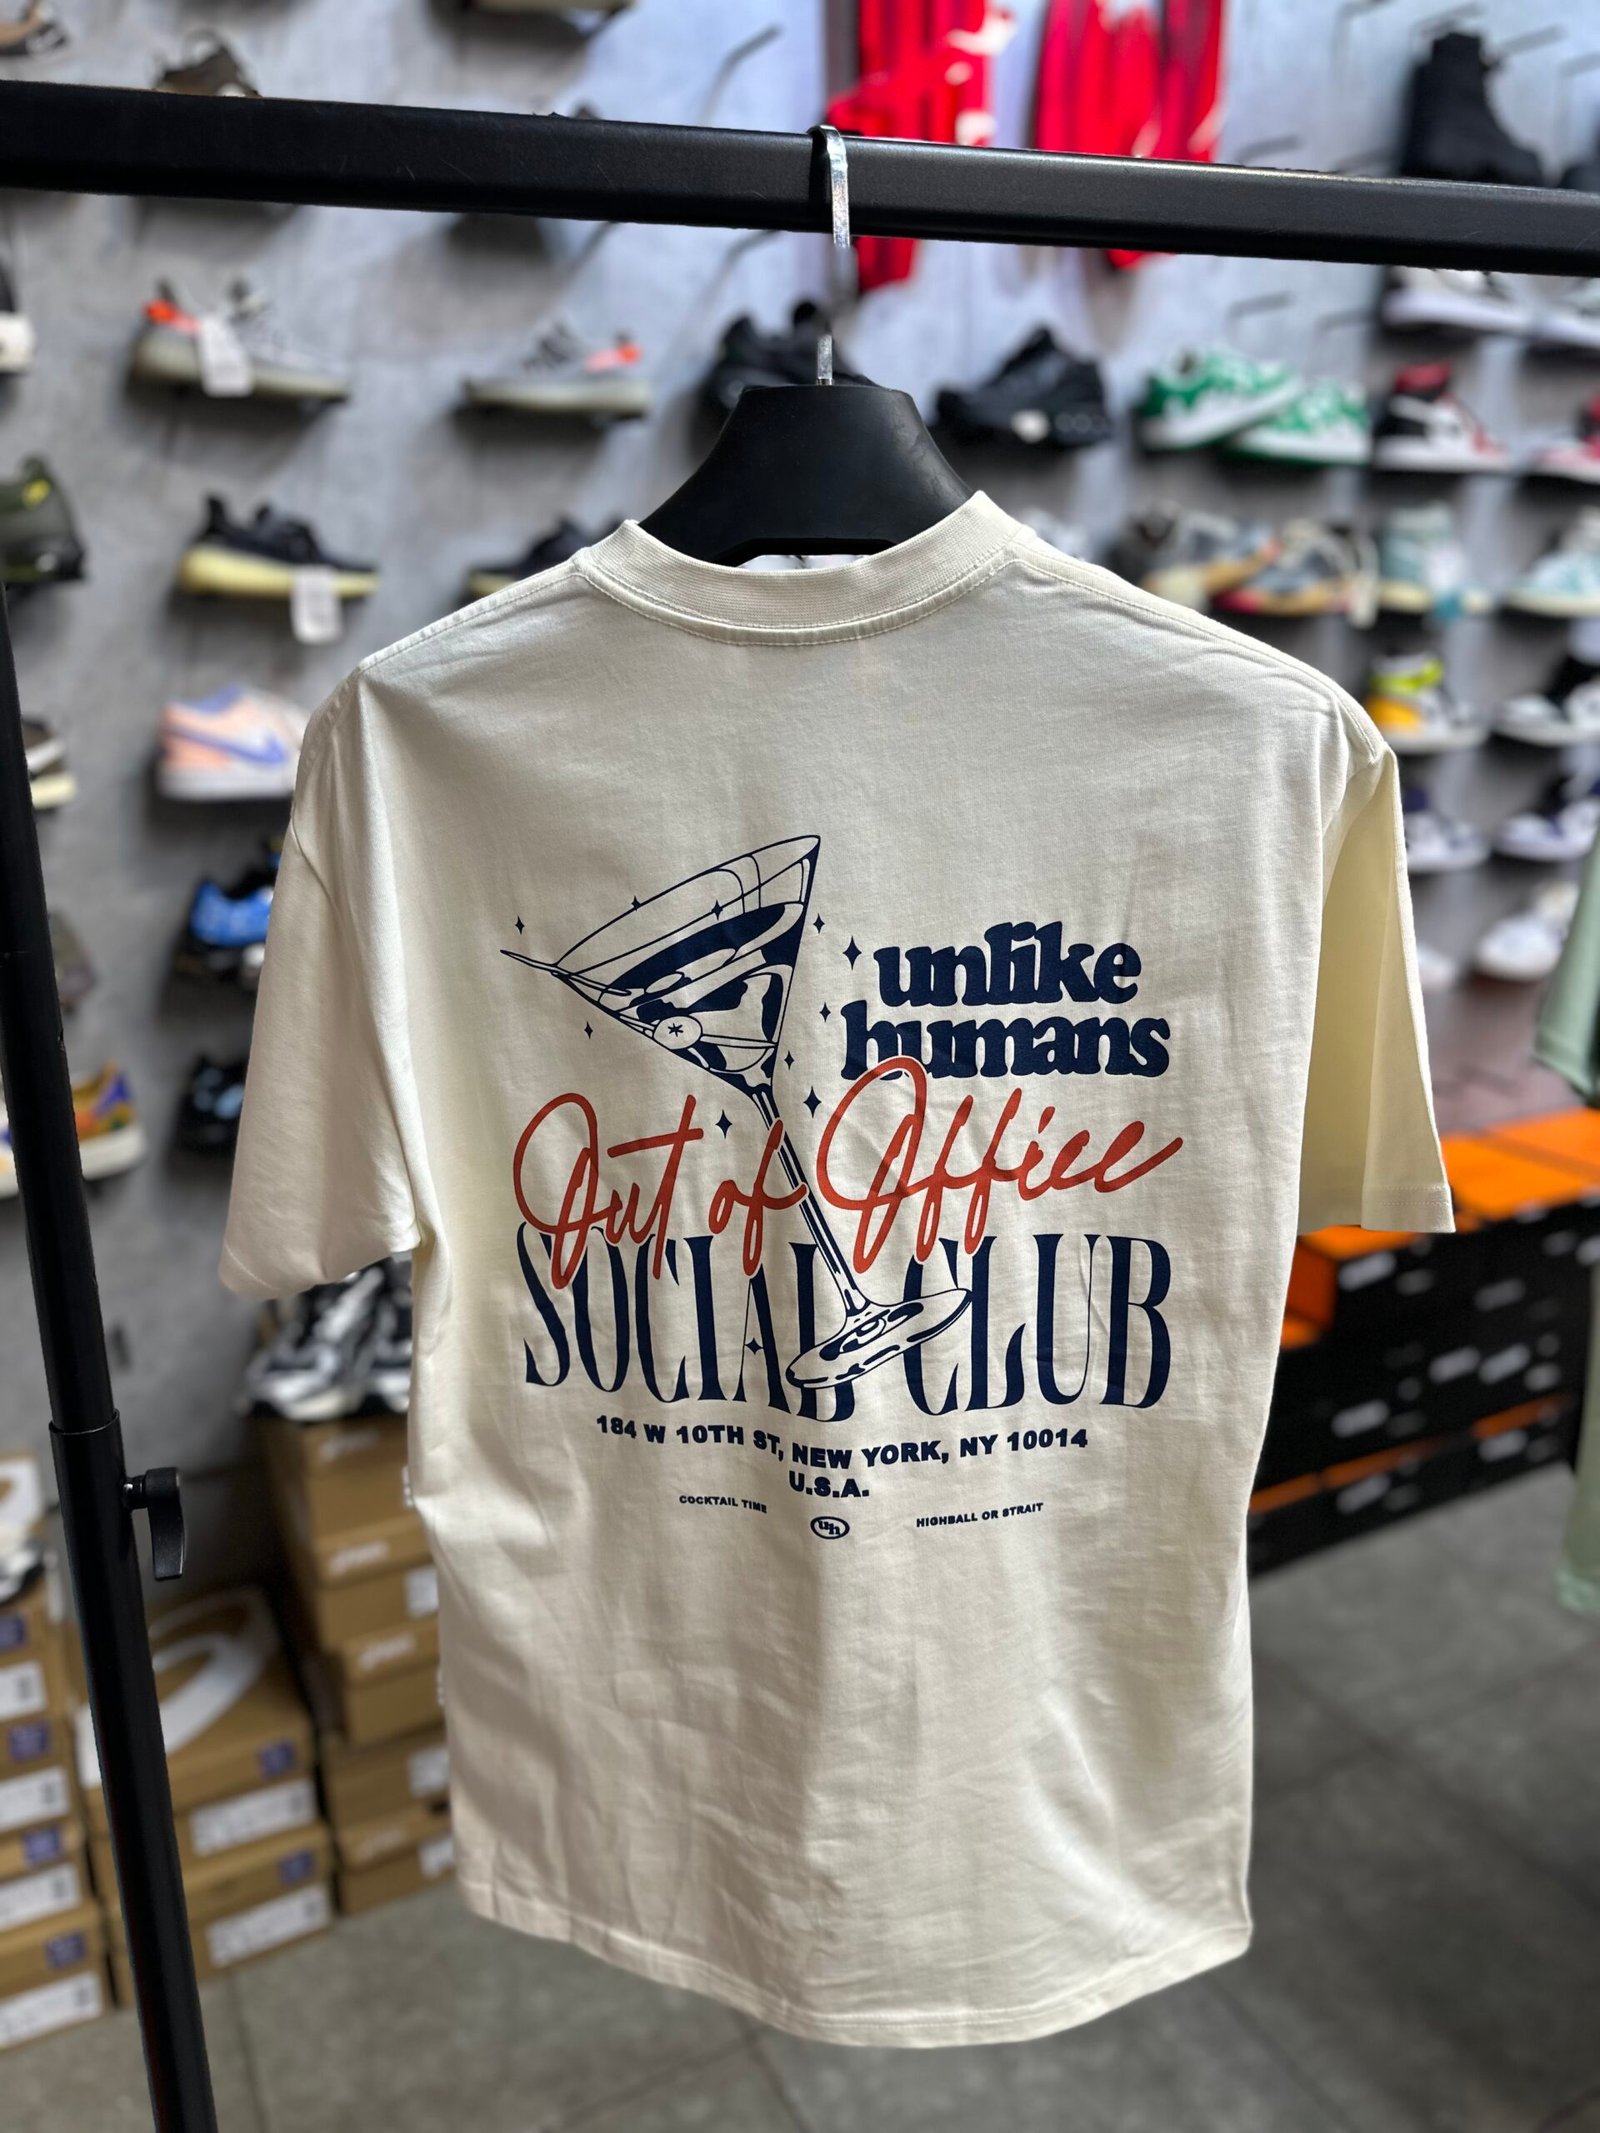 unlike
humans
Out of Office
SOCIAL CLUB
184 W 10TH ST, NEW YORK, NY 10014
U.S.A.
COCKTAIL TIME
uh
HIGHBALL OR STRAIT